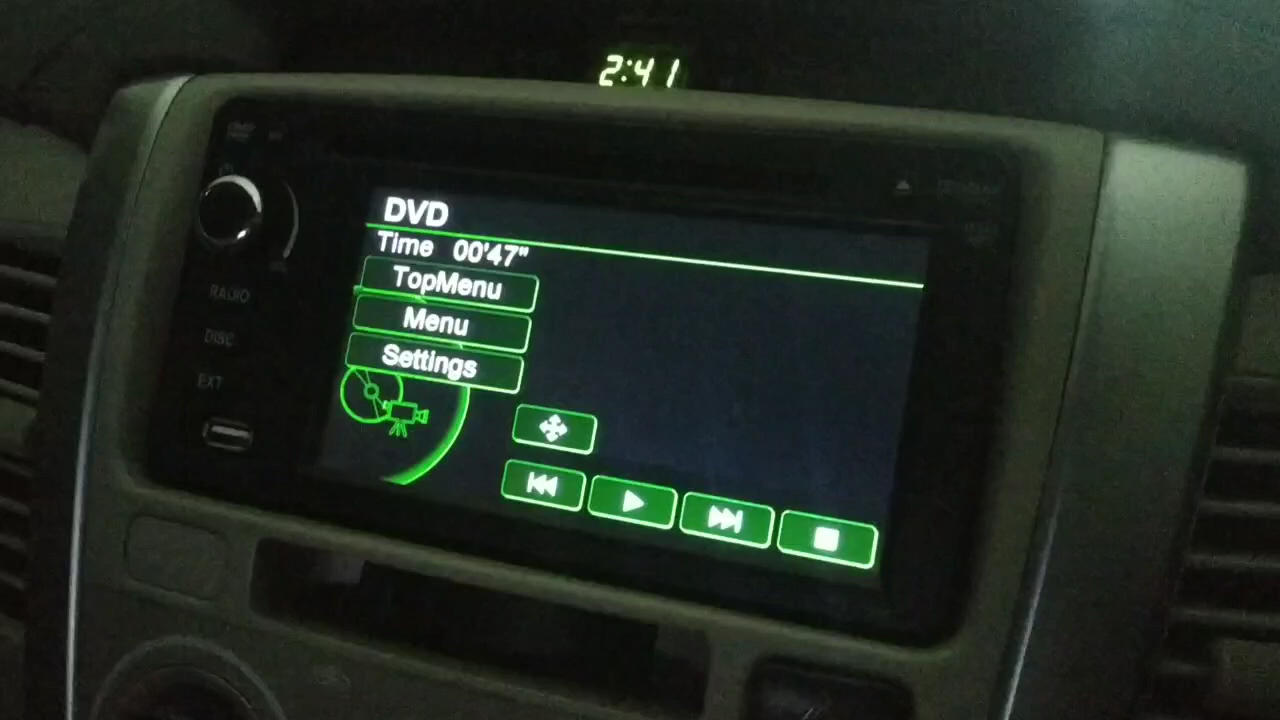 2:41
DVD
Time 00'47"
TopMenu
Menu
Settings
RADIO
DISC
EXT